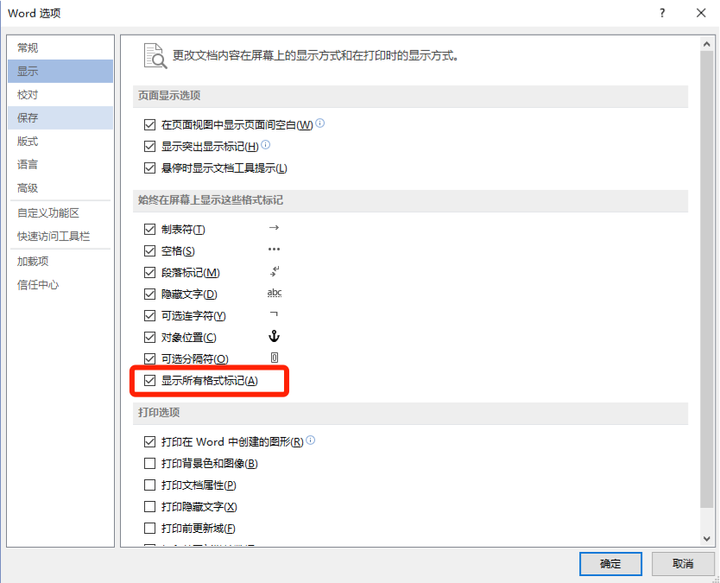 Word 选项
常规
显示
校对
保存
版式
语言
高级
自定义功能区
快速访问工具栏
加载项
信任中心
更改文档内容在屏幕上的显示方式和在打印时的显示方式。
页面显示选项
在页面视图中显示页面间空白(W)
显示突出显示标记(H)
悬停时显示文档工具提示(L)
始终在屏幕上显示这些格式标记
制表符(T)
空格(S)
段落标记(M)
隐藏文字(D) abc
可选连字符(Y)
对象位置(C)
可选分隔符(O)
显示所有格式标记(A)
打印选项
打印在 Word 中创建的图形(R)
打印背景色和图像(B)
打印文档属性(P)
打印隐藏文字(X)
打印前更新域(F)
确定
取消